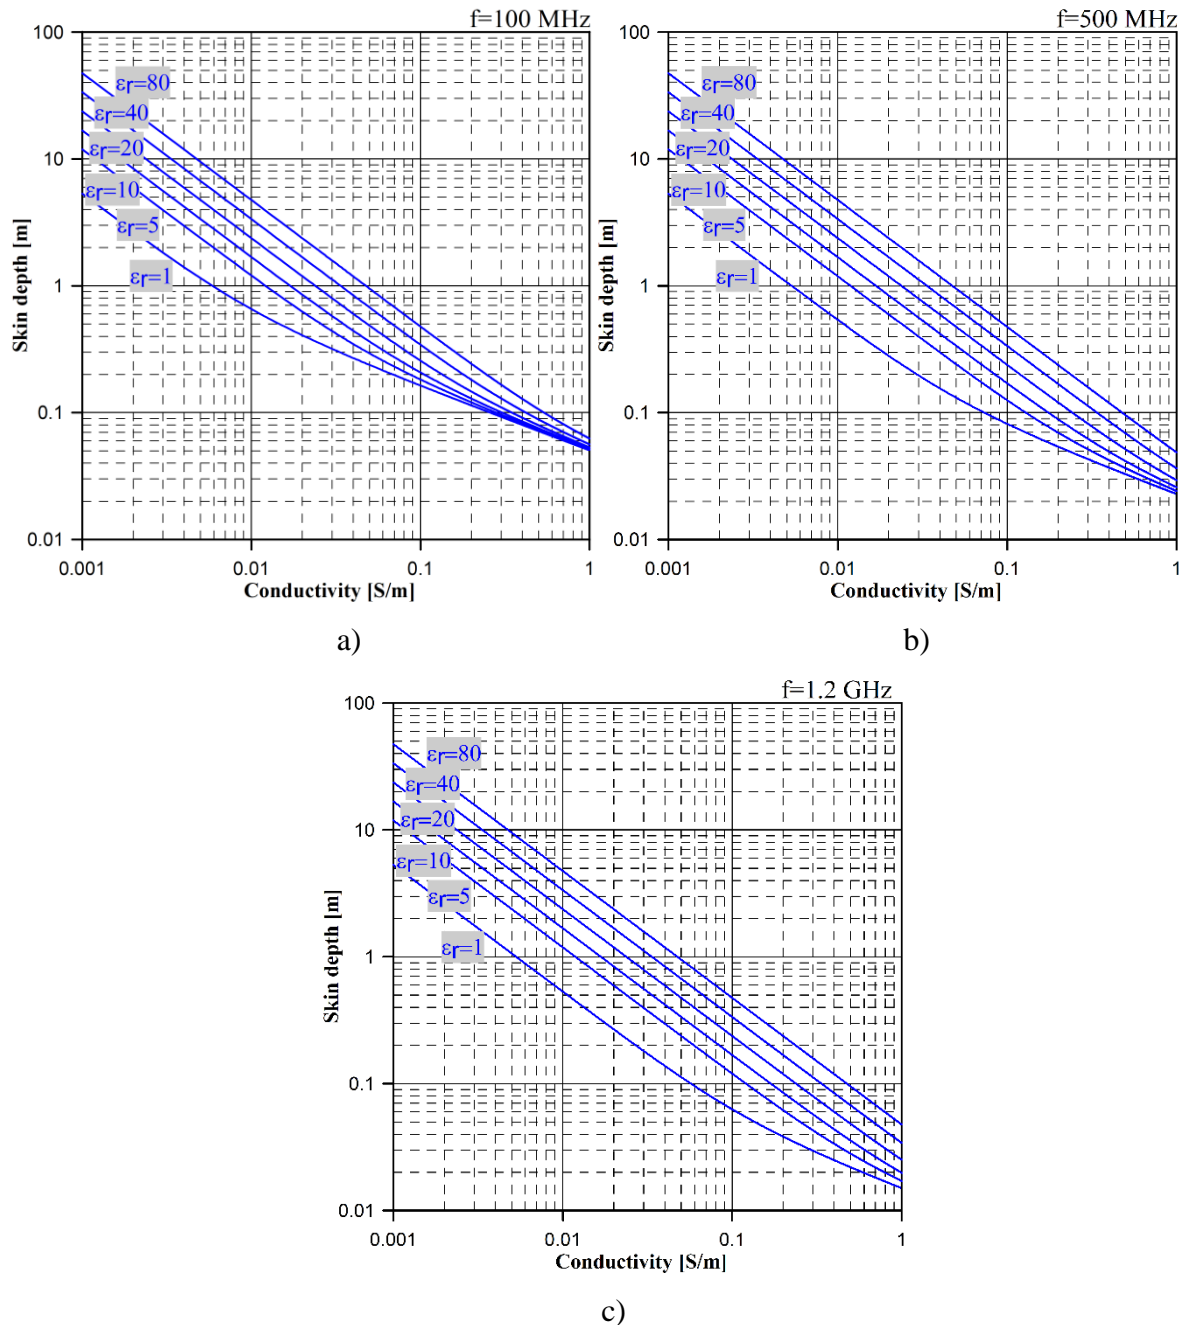 f=100 MHz
100
10
1
0.1
0.01
Skin depth [m]
εr=80
εr=40
εr=20
εr=10
εr=5
εr=1
0.001
0.01
0.1
1
Conductivity [S/m]
a)
f=500 MHz
100
10
1
0.1
0.01
Skin depth [m]
εr=80
εr=40
εr=20
εr=10
εr=5
εr=1
0.001
0.01
0.1
1
Conductivity [S/m]
b)
f=1.2 GHz
100
10
1
0.1
0.01
Skin depth [m]
εr=80
εr=40
εr=20
εr=10
εr=5
εr=1
0.001
0.01
0.1
1
Conductivity [S/m]
c)